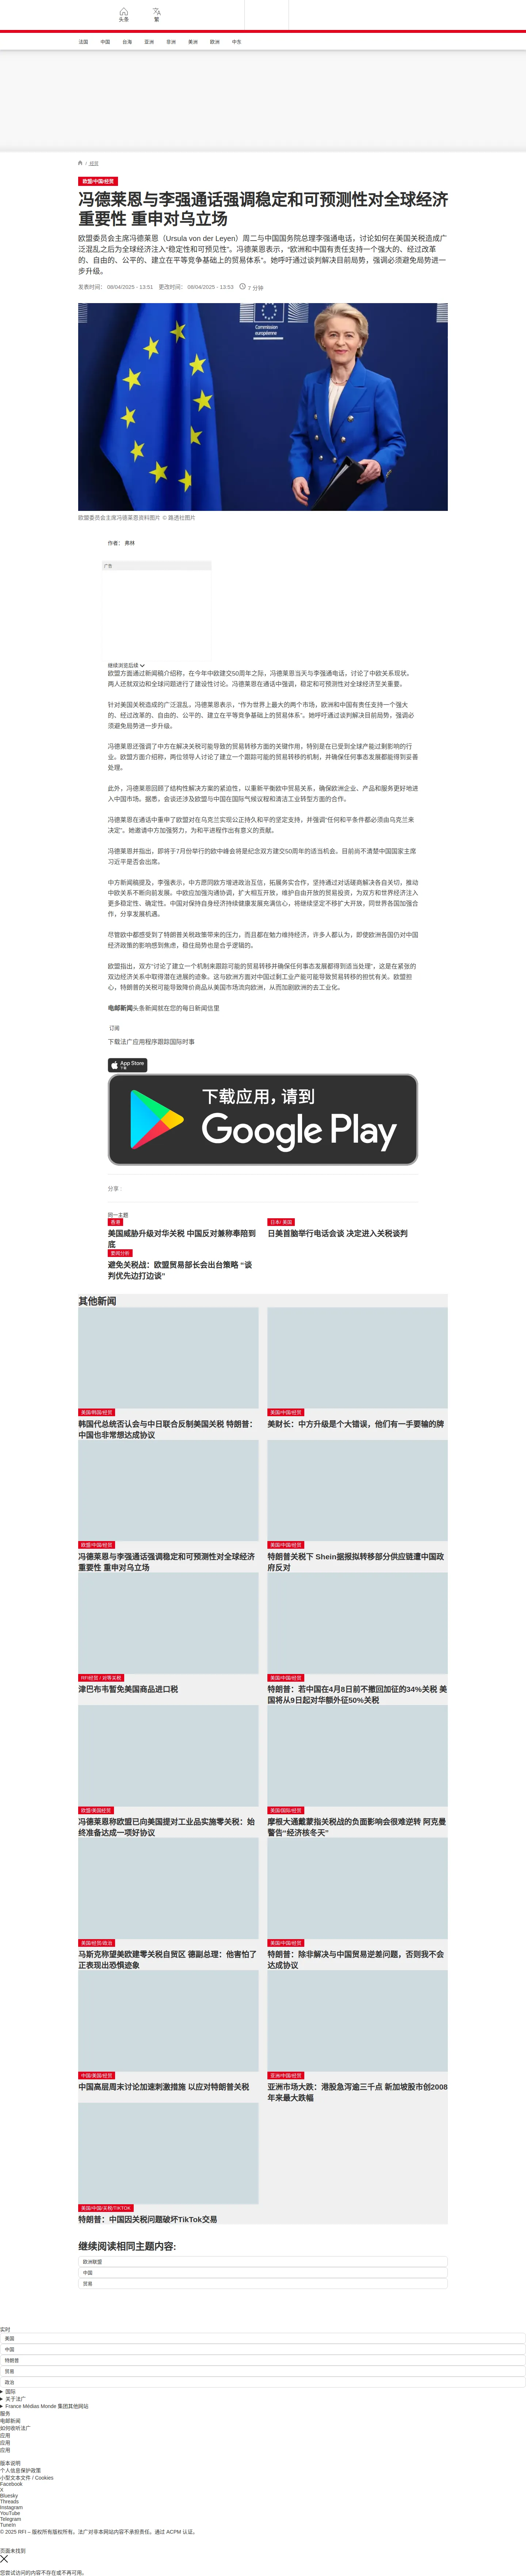 头条
繁
法国
中国
台海
亚洲
非洲
美洲
欧洲
中东
/ 经贸
欧盟/中国/经贸
冯德莱恩与李强通话强调稳定和可预测性对全球经济
重要性 重申对乌立场
欧盟委员会主席冯德莱恩（Ursula von der Leyen）周二与中国国务院总理李强通电话，讨论如何在美国关税造成广
泛混乱之后为全球经济注入“稳定性和可预见性”。冯德莱恩表示，“欧洲和中国有责任支持一个强大的、经过改革
的、自由的、公平的、建立在平等竞争基础上的贸易体系”。她呼吁通过谈判解决目前局势，强调必须避免局势进一
步升级。
发表时间： 08/04/2025 - 13:51 更改时间： 08/04/2025 - 13:53 7 分钟
Commission
européenne
欧盟委员会主席冯德莱恩资料图片 © 路透社图片
作者： 弗林
广告
继续浏览后续
欧盟方面通过新闻稿介绍称，在今年中欧建交50周年之际，冯德莱恩当天与李强通电话，讨论了中欧关系现状。
两人还就双边和全球问题进行了建设性讨论。冯德莱恩在通话中强调，稳定和可预测性对全球经济至关重要。
针对美国关税造成的广泛混乱，冯德莱恩表示，“作为世界上最大的两个市场，欧洲和中国有责任支持一个强大
的、经过改革的、自由的、公平的、建立在平等竞争基础上的贸易体系”。她呼吁通过谈判解决目前局势，强调必
须避免局势进一步升级。
冯德莱恩还强调了中方在解决关税可能导致的贸易转移方面的关键作用，特别是在已受到全球产能过剩影响的行
业。欧盟方面介绍称，两位领导人讨论了建立一个跟踪可能的贸易转移的机制，并确保任何事态发展都能得到妥善
处理。
此外，冯德莱恩回顾了结构性解决方案的紧迫性，以重新平衡欧中贸易关系，确保欧洲企业、产品和服务更好地进
入中国市场。据悉，会谈还涉及欧盟与中国在国际气候议程和清洁工业转型方面的合作。
冯德莱恩在通话中重申了欧盟对在乌克兰实现公正持久和平的坚定支持，并强调“任何和平条件都必须由乌克兰来
决定”。她邀请中方加强努力，为和平进程作出有意义的贡献。
冯德莱恩并指出，即将于7月份举行的欧中峰会将是纪念双方建交50周年的适当机会。目前尚不清楚中国国家主席
习近平是否会出席。
中方新闻稿提及，李强表示，中方愿同欧方增进政治互信，拓展务实合作，坚持通过对话磋商解决各自关切，推动
中欧关系不断向前发展。中欧应加强沟通协调，扩大相互开放，维护自由开放的贸易投资，为双方和世界经济注入
更多稳定性、确定性。中国对保持自身经济持续健康发展充满信心，将继续坚定不移扩大开放，同世界各国加强合
作，分享发展机遇。
尽管欧中都感受到了特朗普关税政策带来的压力，而且都在勉力维持经济，许多人都认为，即使欧洲各国仍对中国
经济政策的影响感到焦虑，稳住局势也是合乎逻辑的。
欧盟指出，双方“讨论了建立一个机制来跟踪可能的贸易转移并确保任何事态发展都得到适当处理”，这是在紧张的
双边经济关系中取得潜在进展的迹象。这与欧洲方面对中国过剩工业产能可能导致贸易转移的担忧有关。欧盟担
心，特朗普的关税可能导致降价商品从美国市场流向欧洲，从而加剧欧洲的去工业化。
电邮新闻头条新闻就在您的每日新闻信里
订阅
下载法广应用程序跟踪国际时事
App Store
下载
下载应用，请到
Google Play
分享：
同一主题
香港
美国威胁升级对华关税 中国反对兼称奉陪到
底
日本/ 美国
日美首脑举行电话会谈 决定进入关税谈判
要闻分析
避免关税战：欧盟贸易部长会出台策略 “谈
判优先边打边谈”
其他新闻
美国/韩国/经贸
韩国代总统否认会与中日联合反制美国关税 特朗普：
中国也非常想达成协议
美国/中国/经贸
美财长：中方升级是个大错误，他们有一手要输的牌
欧盟/中国/经贸
冯德莱恩与李强通话强调稳定和可预测性对全球经济
重要性 重申对乌立场
美国/中国/经贸
特朗普关税下 Shein据报拟转移部分供应链遭中国政
府反对
RFI经贸 / 对等关税
津巴布韦暂免美国商品进口税
美国/中国/经贸
特朗普：若中国在4月8日前不撤回加征的34%关税 美
国将从9日起对华额外征50%关税
欧盟/美国经贸
冯德莱恩称欧盟已向美国提对工业品实施零关税：始
终准备达成一项好协议
美国/国际/经贸
摩根大通戴蒙指关税战的负面影响会很难逆转 阿克曼
警告“经济核冬天”
美国/经贸/政治
马斯克称望美欧建零关税自贸区 德副总理：他害怕了
正表现出恐惧迹象
美国/中国/经贸
特朗普：除非解决与中国贸易逆差问题，否则我不会
达成协议
中国/美国/经贸
中国高层周末讨论加速刺激措施 以应对特朗普关税
亚洲/中国/经贸
亚洲市场大跌：港股急泻逾三千点 新加坡股市创2008
年来最大跌幅
美国/中国/关税/TIKTOK
特朗普：中国因关税问题破坏TikTok交易
继续阅读相同主题内容:
欧洲联盟
中国
贸易
实时
美国
中国
特朗普
贸易
政治
国际
关于法广
France Médias Monde 集团其他网站
服务
电邮新闻
如何收听法广
应用
应用
应用
版本说明
个人信息保护政策
小型文本文件 / Cookies
Facebook
X
Bluesky
Threads
Instagram
YouTube
Telegram
TuneIn
© 2025 RFI – 版权所有版权所有。法广对非本网站内容不承担责任。通过 ACPM 认证。
页面未找到
您尝试访问的内容不存在或不再可用。